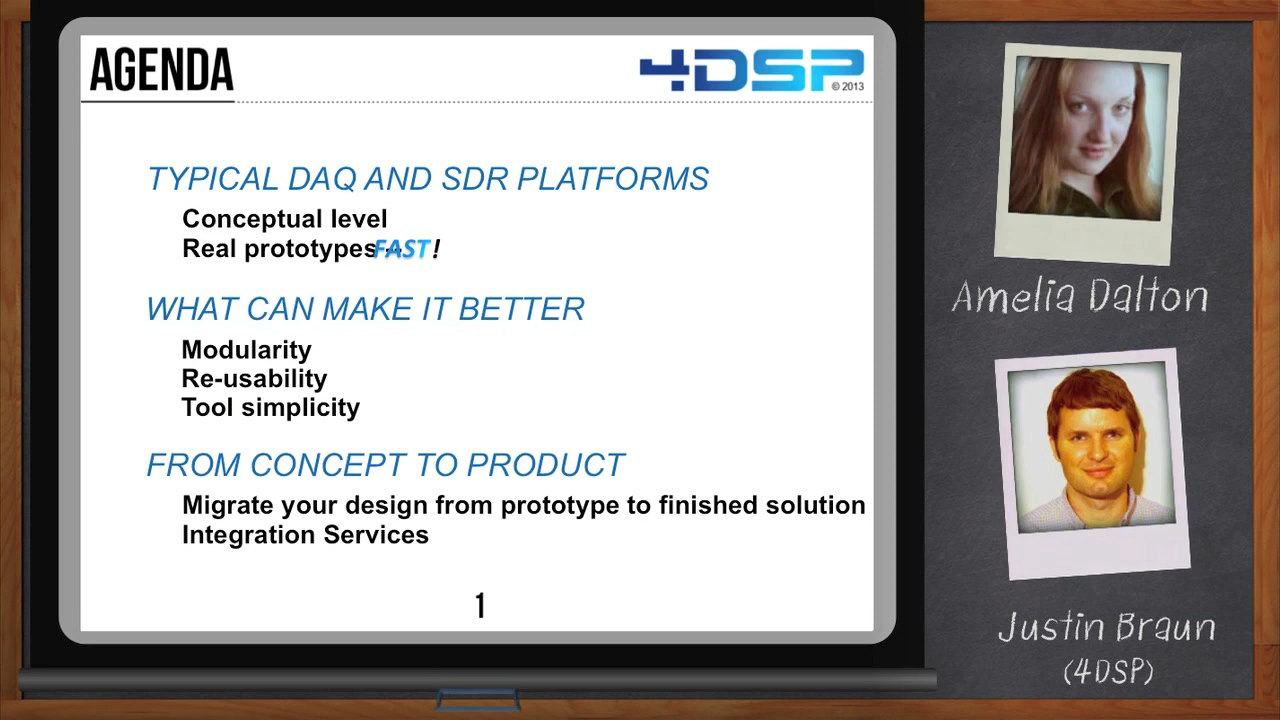 AGENDA
4DSP
© 2013
TYPICAL DAQ AND SDR PLATFORMS
Conceptual level
Real prototypes FAST!
WHAT CAN MAKE IT BETTER
Modularity
Re-usability
Tool simplicity
FROM CONCEPT TO PRODUCT
Migrate your design from prototype to finished solution
Integration Services
1
Amelia Dalton
Justin Braun
(4DSP)